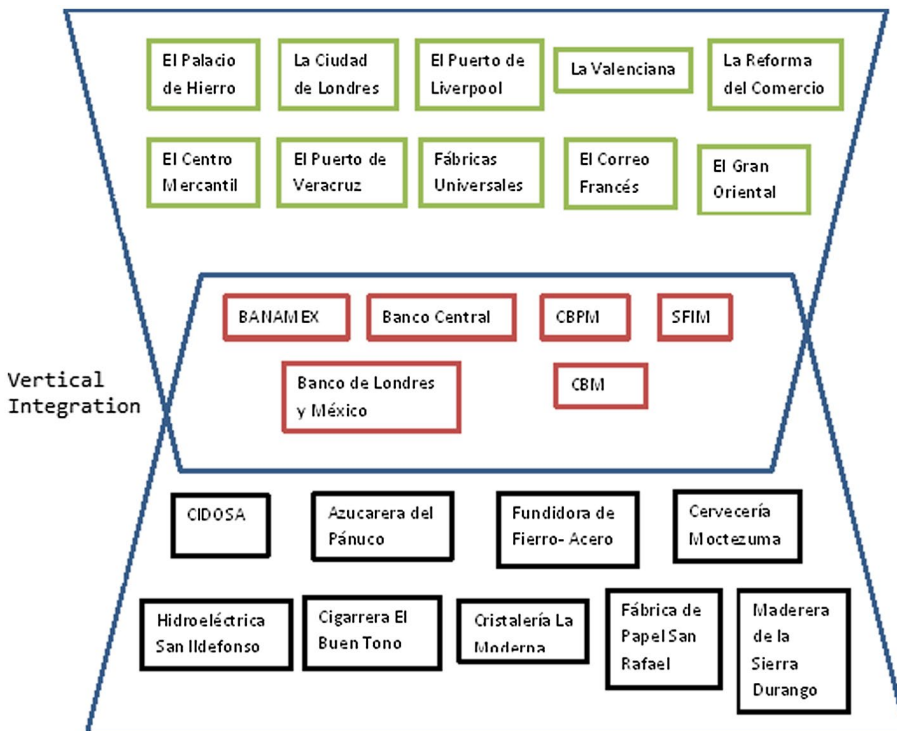 El Palacio
de Hierro
La Ciudad
de Londres
El Puerto de
Liverpool
La Valenciana
La Reforma
del Comercio
El Centro
Mercantil
El Puerto de
Veracruz
Fábricas
Universales
El Correo
Francés
El Gran
Oriental
BANAMEX
Banco Central
CBPM
SFIM
Vertical
Integration
Banco de Londres
y México
CBM
CIDOSA
Azucarera del
Pánuco
Fundidora de
Fierro- Acero
Cervecería
Moctezuma
Hidroeléctrica
San Ildefonso
Cigarrera El
Buen Tono
Cristalería La
Moderna
Fábrica de
Papel San
Rafael
Maderera
de la
Sierra
Durango